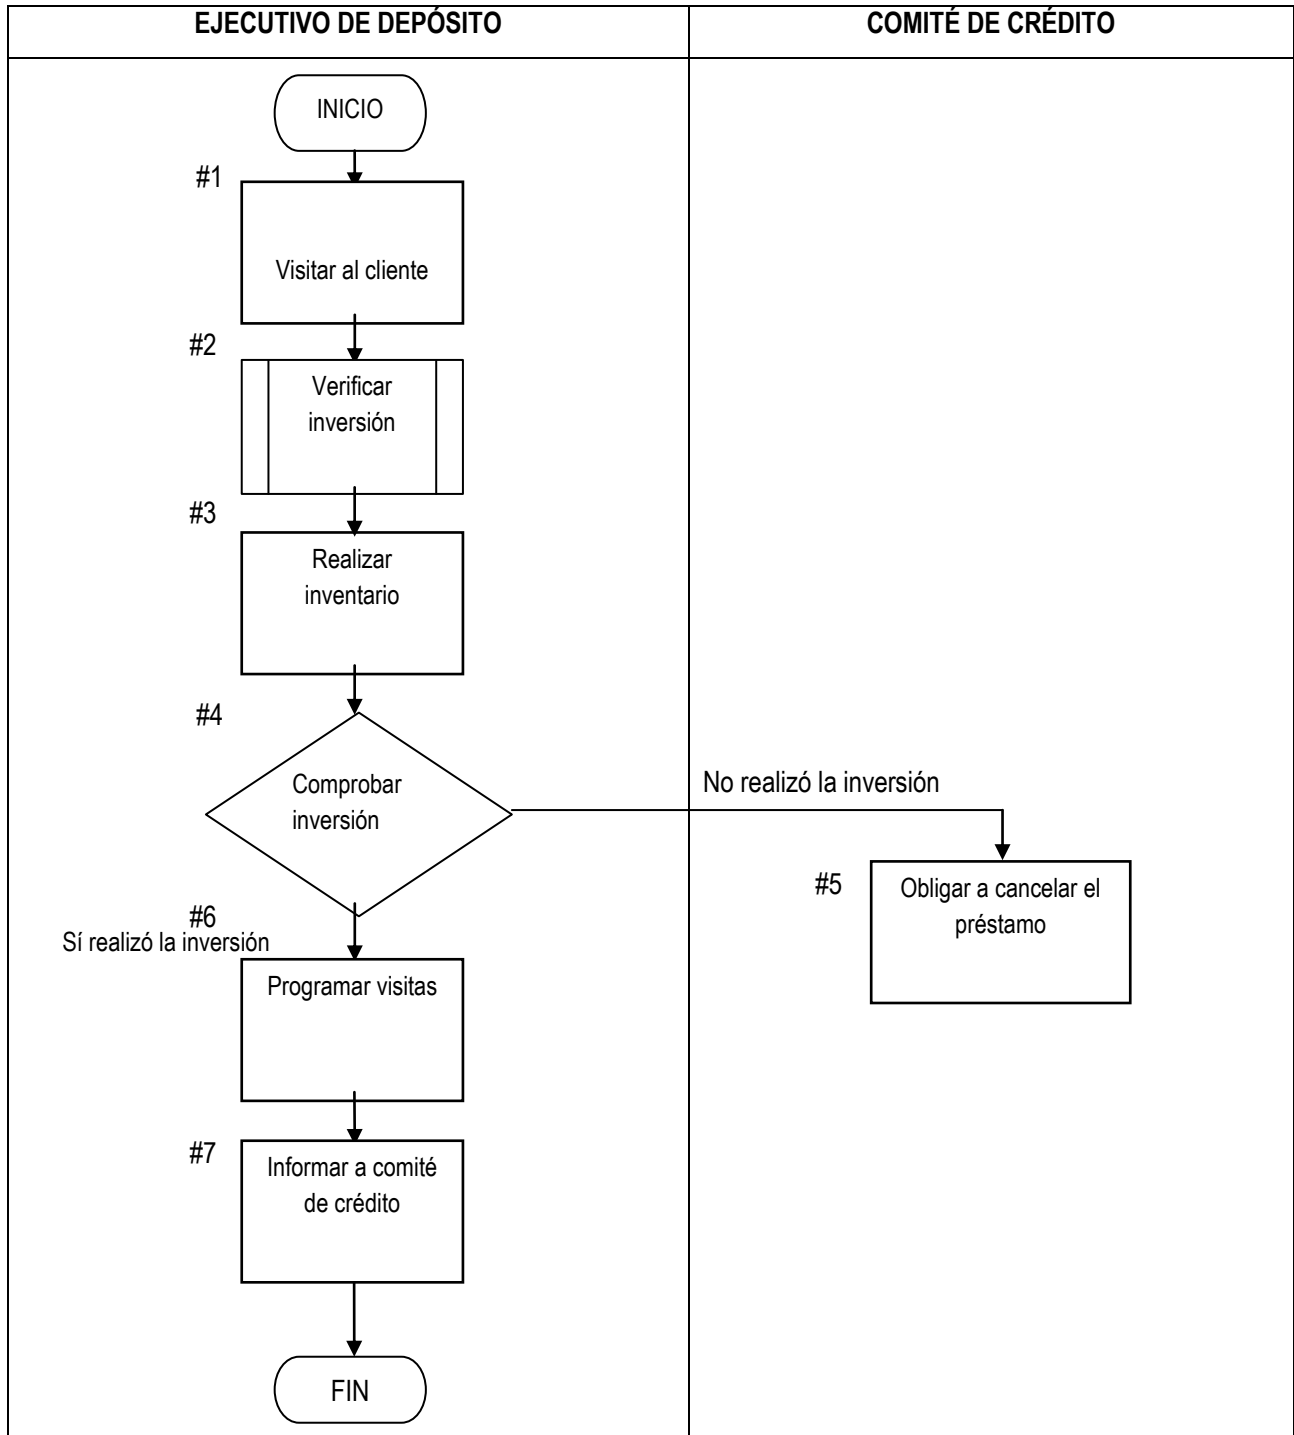 EJECUTIVO DE DEPÓSITO
COMITÉ DE CRÉDITO
INICIO
#1
Visitar al cliente
#2
Verificar
inversión
#3
Realizar
inventario
#4
Comprobar
inversión
No realizó la inversión
#5
Obligar a cancelar el
préstamo
#6
Sí realizó la inversión
Programar visitas
#7
Informar a comité
de crédito
FIN